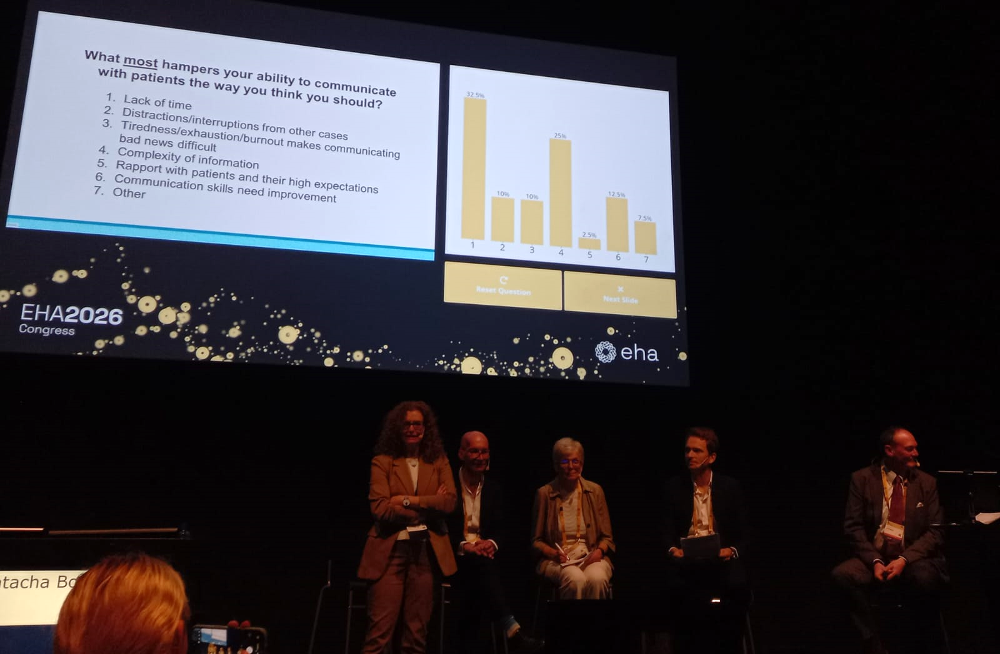 What most hampers your ability to communicate
with patients the way you think you should?
1. Lack of time
2. Distractions/interruptions from other cases
3. Tiredness/exhaustion/burnout makes communicating
bad news difficult
4. Complexity of information
5. Rapport with patients and their high expectations
6. Communication skills need improvement
7. Other
32.5%
10%
10%
25%
2.5%
12.5%
7.5%
1 2 3 4 5 6 7
Reset Question
Next Slide
EHA2026
Congress
eha